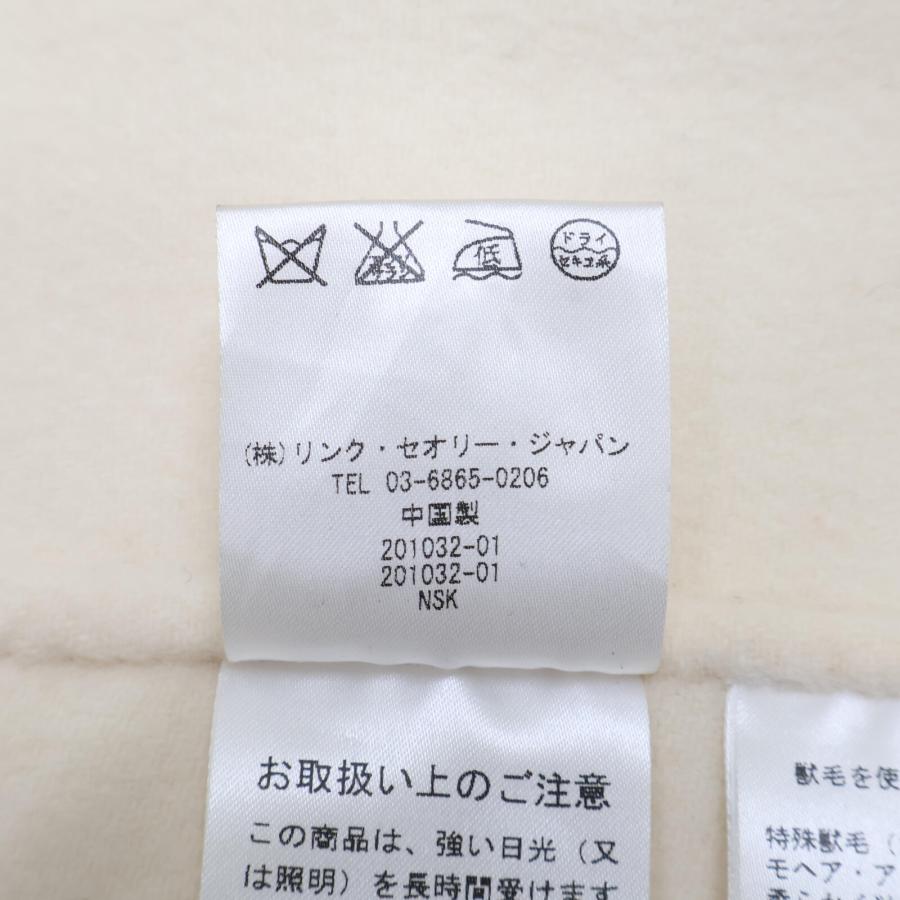 低
ドライ
セキユ系
(株)リンク・セオリー・ジャパン
TEL 03-6865-0206
中国製
201032-01
201032-01
NSK
お取扱い上のご注意
この商品は、強い日光（又
は照明）を長時間受けます
獣毛を使
特殊獣毛（
モヘア・ア